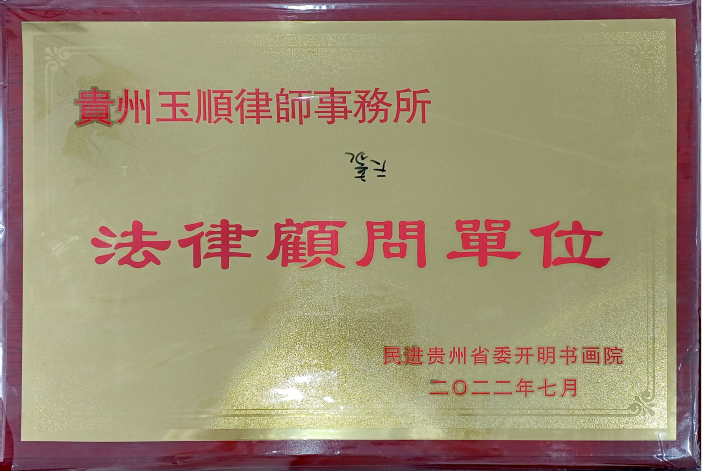 貴州玉順律師事務所
法律顧問單位
民进贵州省委开明书画院
二〇二二年七月